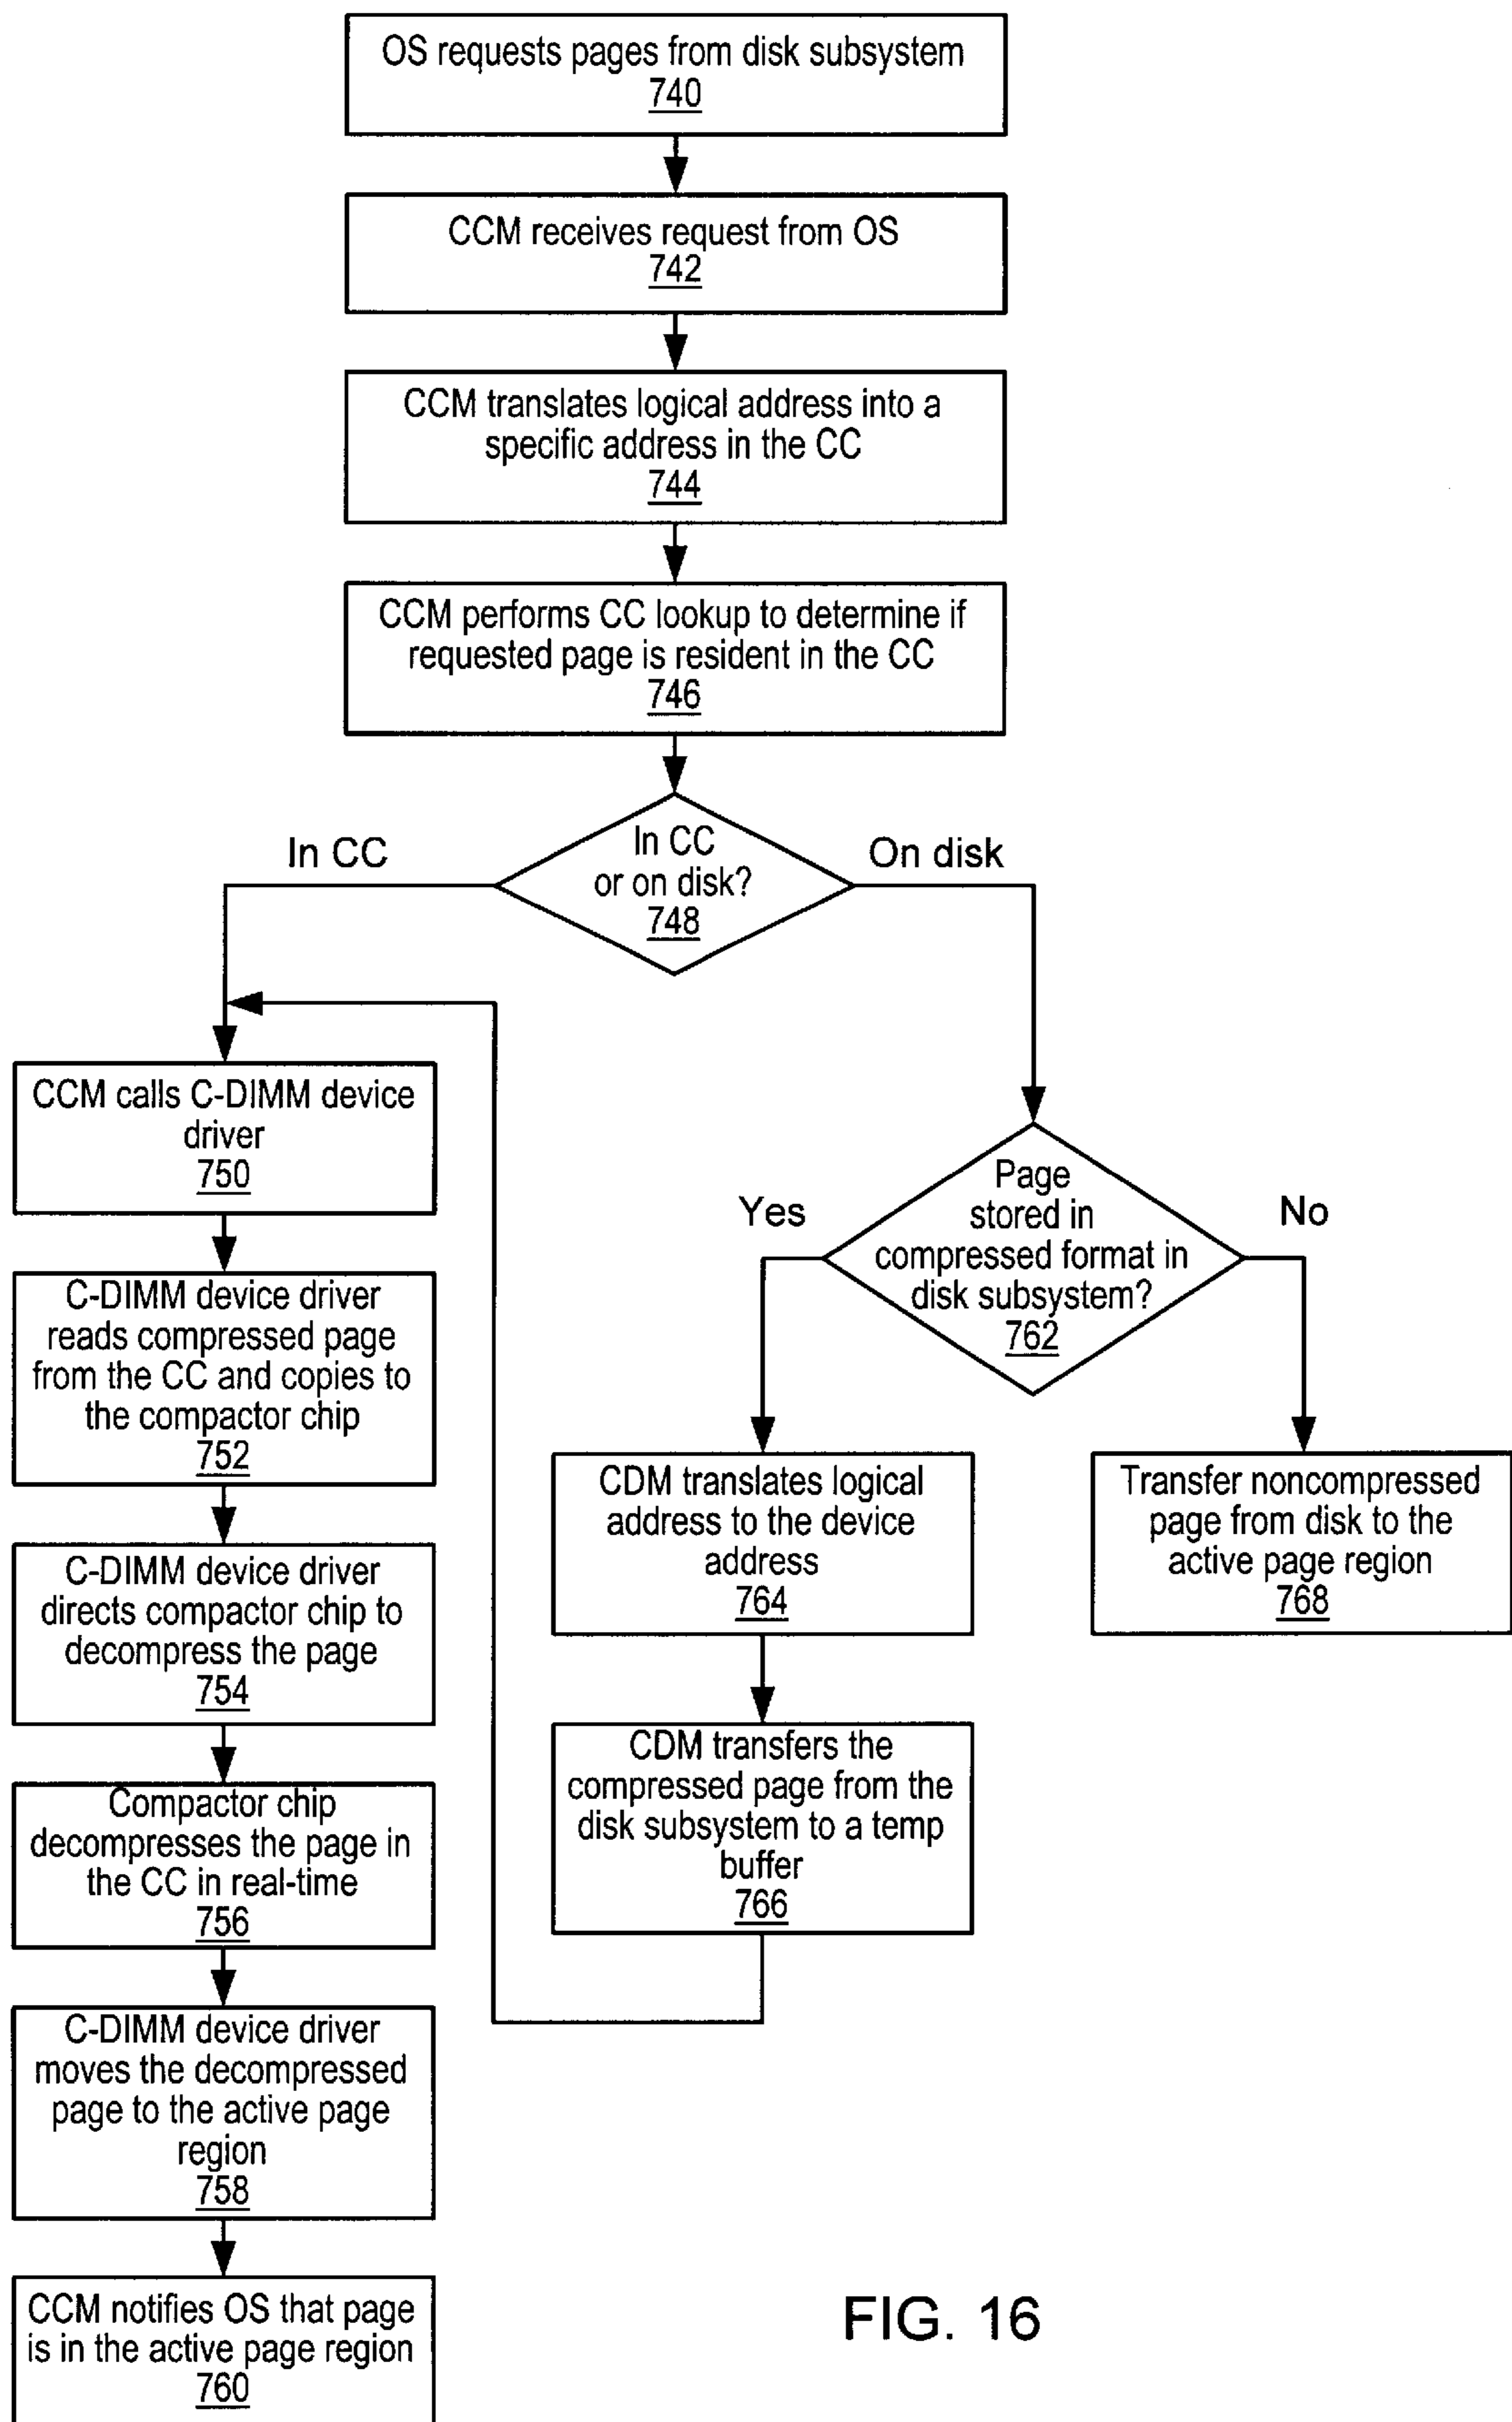 OS requests pages from disk subsystem
740
CCM receives request from OS
742
CCM translates logical address into a
specific address in the CC
744
CCM performs CC lookup to determine if
requested page is resident in the CC
746
In CC
In CC
or on disk?
748
On disk
CCM calls C-DIMM device
driver
750
C-DIMM device driver
reads compressed page
from the CC and copies to
the compactor chip
752
C-DIMM device driver
directs compactor chip to
decompress the page
754
Compactor chip
decompresses the page in
the CC in real-time
756
C-DIMM device driver
moves the decompressed
page to the active page
region
758
CCM notifies OS that page
is in the active page region
760
Yes
Page
stored in
compressed format in
disk subsystem?
762
No
CDM translates logical
address to the device
address
764
CDM transfers the
compressed page from the
disk subsystem to a temp
buffer
766
Transfer noncompressed
page from disk to the
active page region
768
FIG. 16